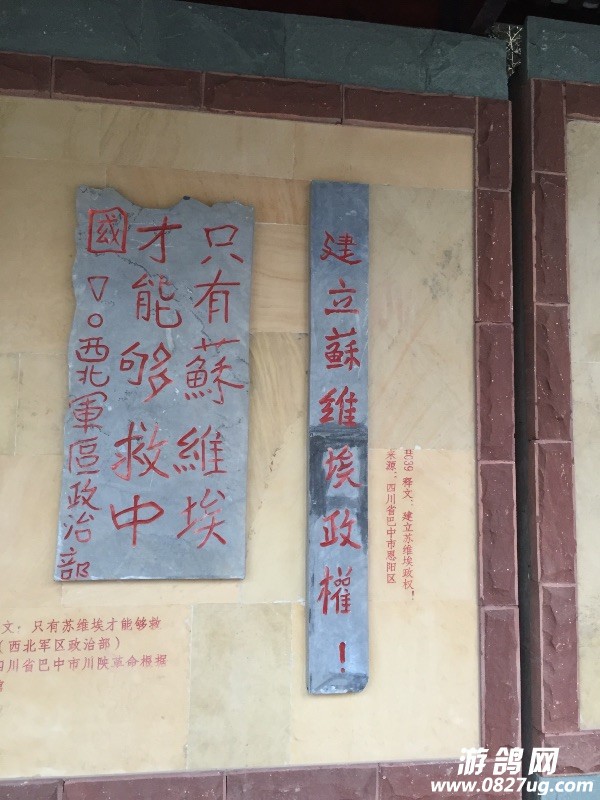 建立蘇維埃政權！
只有蘇維埃
才能够救中
國▽○西北軍區政治部
释文：建立苏维埃政权！
来源：四川省巴中市恩阳区
文：只有苏维埃才能够救
（西北军区政治部）
四川省巴中市川陕革命根据
馆
游鸽网
www.0827ug.com